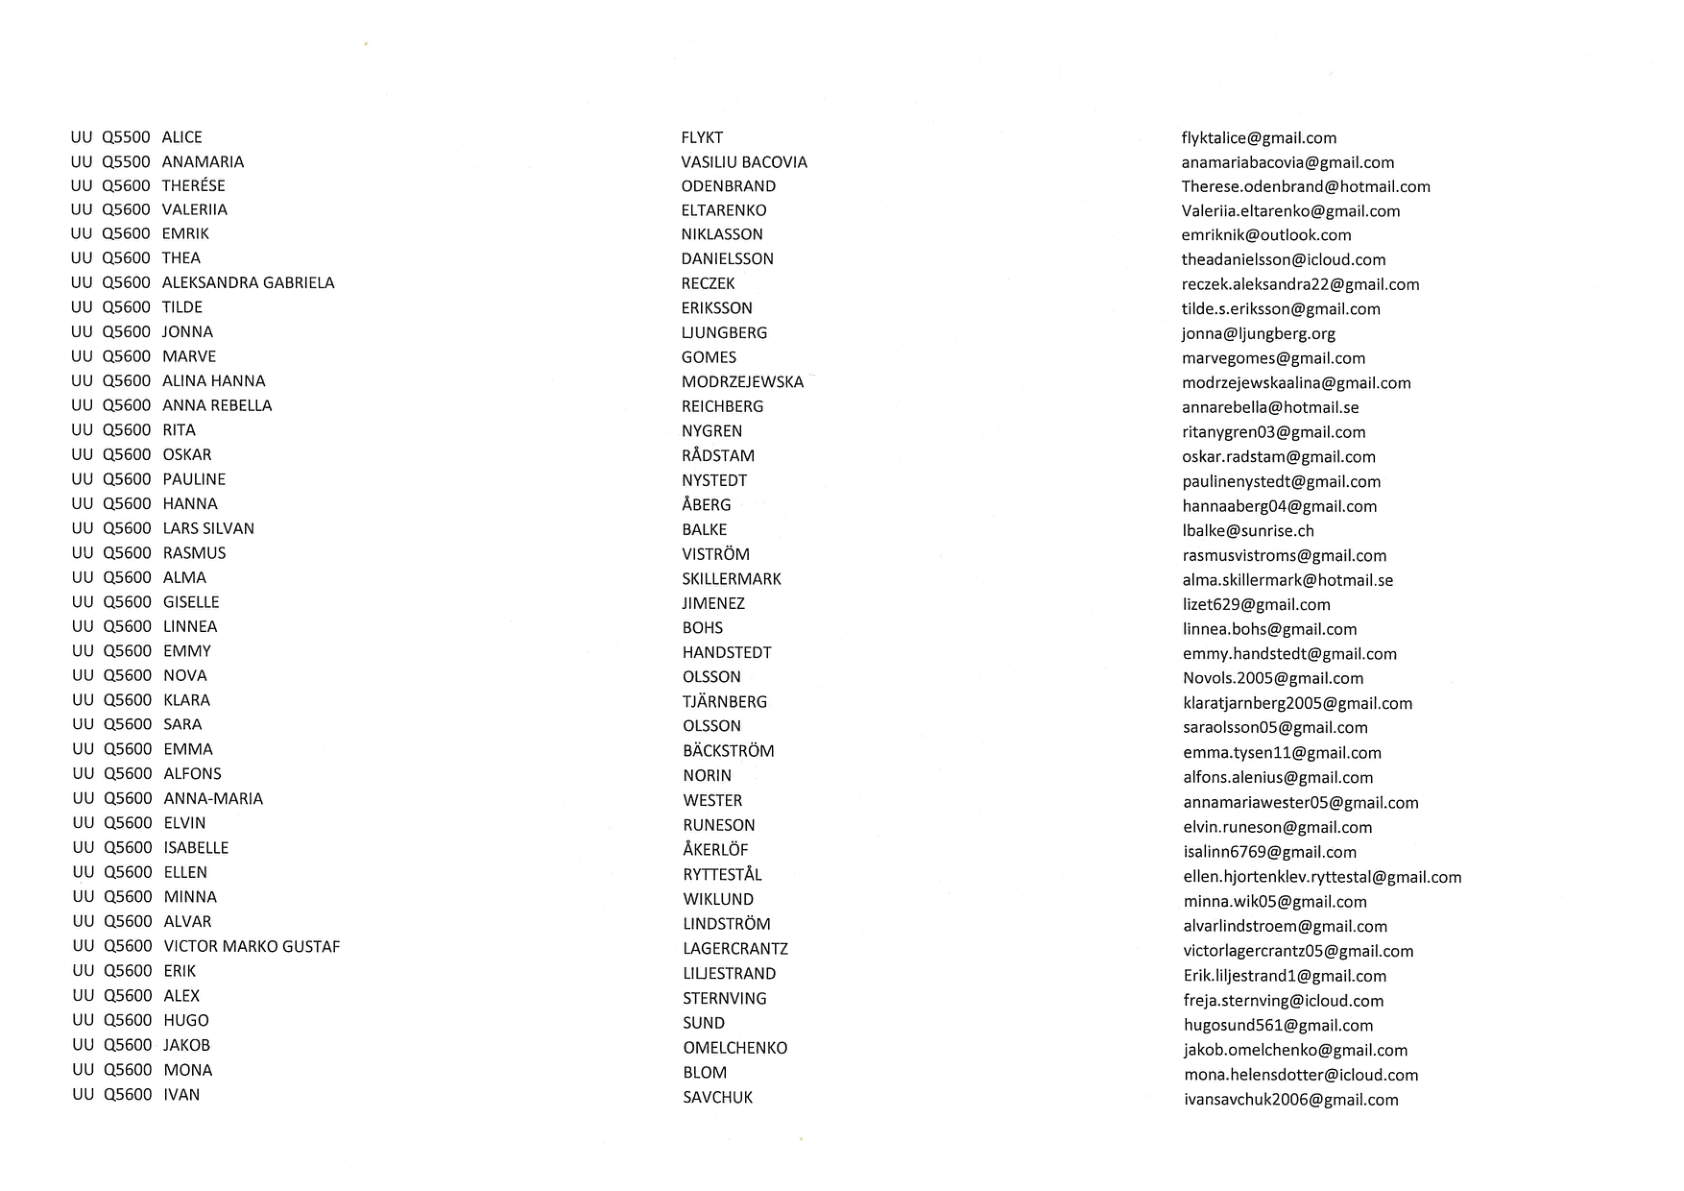 UU Q5500 ALICE FLYKT flyktalice@gmail.com
UU Q5500 ANAMARIA VASILIU BACOVIA anamariabacovia@gmail.com
UU Q5600 THERÉSE ODENBRAND Therese.odenbrand@hotmail.com
UU Q5600 VALERIIA ELTARENKO Valeriia.eltarenko@gmail.com
UU Q5600 EMRIK NIKLASSON emriknik@outlook.com
UU Q5600 THEA DANIELSSON theadanielsson@icloud.com
UU Q5600 ALEKSANDRA GABRIELA RECZEK reczek.aleksandra22@gmail.com
UU Q5600 TILDE ERIKSSON tilde.s.eriksson@gmail.com
UU Q5600 JONNA LJUNGBERG jonna@ljungberg.org
UU Q5600 MARVE GOMES marvegomes@gmail.com
UU Q5600 ALINA HANNA MODRZEJEWSKA modrzejewskaalina@gmail.com
UU Q5600 ANNA REBELLA REICHBERG annarebella@hotmail.se
UU Q5600 RITA NYGREN ritanygren03@gmail.com
UU Q5600 OSKAR RÅDSTAM oskar.radstam@gmail.com
UU Q5600 PAULINE NYSTEDT paulinenystedt@gmail.com
UU Q5600 HANNA ÅBERG hannaaberg04@gmail.com
UU Q5600 LARS SILVAN BALKE lbalke@sunrise.ch
UU Q5600 RASMUS VISTRÖM rasmusvistroms@gmail.com
UU Q5600 ALMA SKILLERMARK alma.skillermark@hotmail.se
UU Q5600 GISELLE JIMENEZ lizet629@gmail.com
UU Q5600 LINNEA BOHS linnea.bohs@gmail.com
UU Q5600 EMMY HANDSTEDT emmy.handstedt@gmail.com
UU Q5600 NOVA OLSSON Novols.2005@gmail.com
UU Q5600 KLARA TJÄRNBERG klaratjarnberg2005@gmail.com
UU Q5600 SARA OLSSON saraolsson05@gmail.com
UU Q5600 EMMA BÄCKSTRÖM emma.tysen11@gmail.com
UU Q5600 ALFONS NORIN alfons.alenius@gmail.com
UU Q5600 ANNA-MARIA WESTER annamariawester05@gmail.com
UU Q5600 ELVIN RUNESON elvin.runeson@gmail.com
UU Q5600 ISABELLE ÅKERLÖF isalinn6769@gmail.com
UU Q5600 ELLEN RYTTESTÅL ellen.hjortenklev.ryttestal@gmail.com
UU Q5600 MINNA WIKLUND minna.wik05@gmail.com
UU Q5600 ALVAR LINDSTRÖM alvarlindstroem@gmail.com
UU Q5600 VICTOR MARKO GUSTAF LAGERCRANTZ victorlagercrantz05@gmail.com
UU Q5600 ERIK LILJESTRAND Erik.liljestrand1@gmail.com
UU Q5600 ALEX STERNVING freja.sternving@icloud.com
UU Q5600 HUGO SUND hugosund561@gmail.com
UU Q5600 JAKOB OMELCHENKO jakob.omelchenko@gmail.com
UU Q5600 MONA BLOM mona.helensdotter@icloud.com
UU Q5600 IVAN SAVCHUK ivansavchuk2006@gmail.com